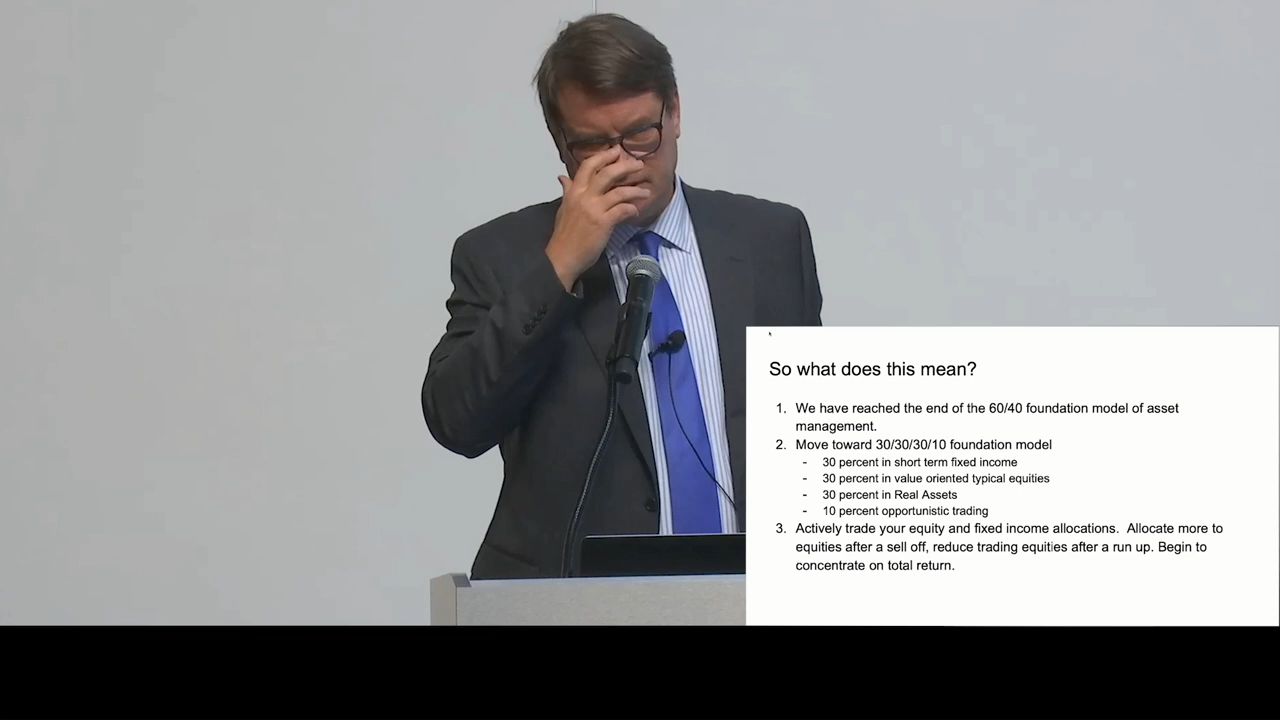 So what does this mean?
1. We have reached the end of the 60/40 foundation model of asset
management.
2. Move toward 30/30/30/10 foundation model
- 30 percent in short term fixed income
- 30 percent in value oriented typical equities
- 30 percent in Real Assets
- 10 percent opportunistic trading
3. Actively trade your equity and fixed income allocations. Allocate more to
equities after a sell off, reduce trading equities after a run up. Begin to
concentrate on total return.